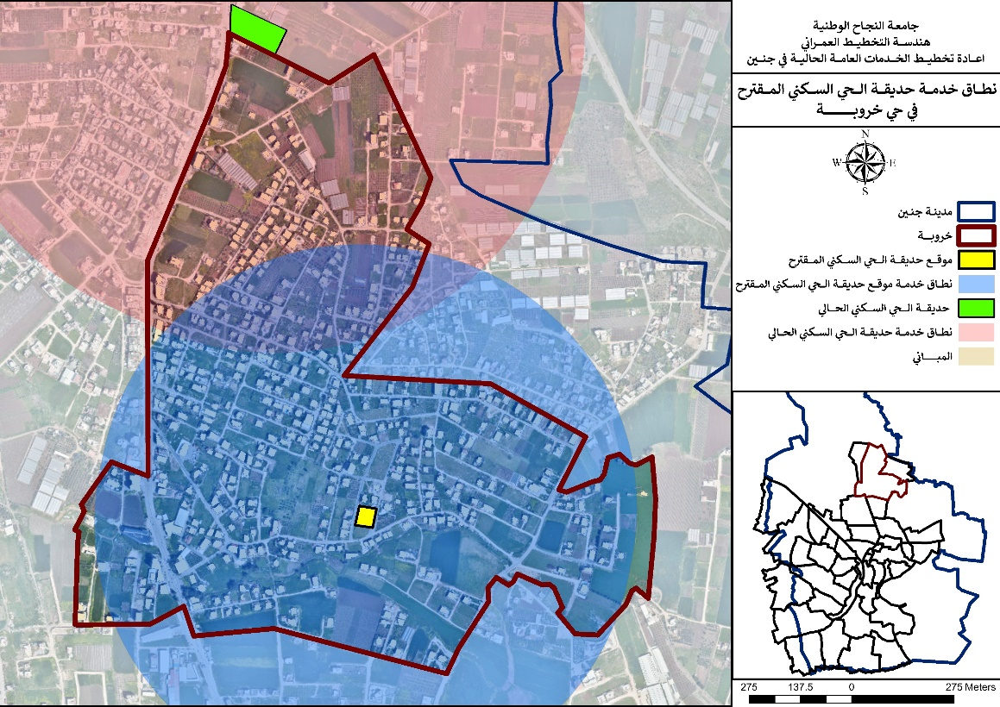 جامعة النجاح الوطنية
هندسة التخطيط العمراني
اعادة تخطيط الخدمات العامة الحالية في جنين
نطاق خدمة حديقة الحي السكني المقترح
في حي خروبة
N
W E
S
مدينة جنين
خروبة
موقع حديقة الحي السكني المقترح
نطاق خدمة موقع حديقة الحي السكني المقترح
حديقة الحي السكني الحالي
نطاق خدمة حديقة الحي السكني الحالي
المباني
275 137.5 0 275 Meters